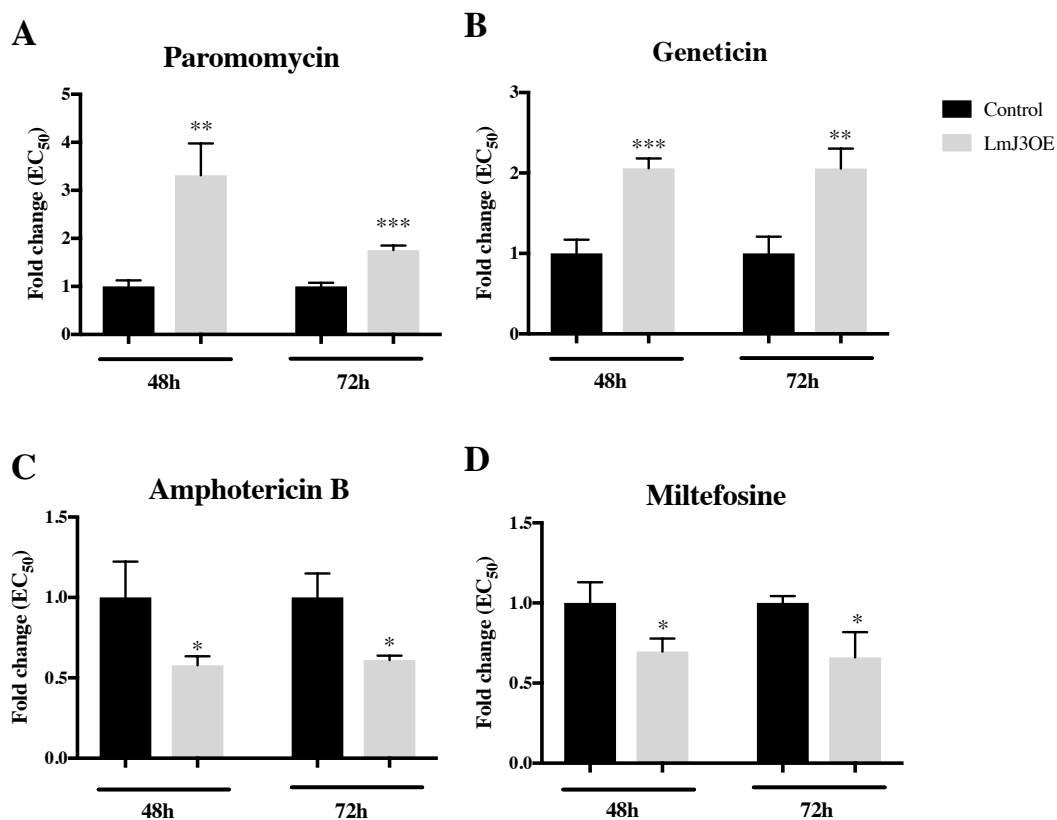 A
Paromomycin
Fold change (EC50)
5
4
3
2
1
0
**
***
48h
72h
B
Geneticin
Fold change (EC50)
3
2
1
0
***
**
48h
72h
Control
LmJ3OE
C
Amphotericin B
Fold change (EC50)
1.5
1.0
0.5
0.0
*
*
48h
72h
D
Miltefosine
Fold change (EC50)
1.5
1.0
0.5
0.0
*
*
48h
72h